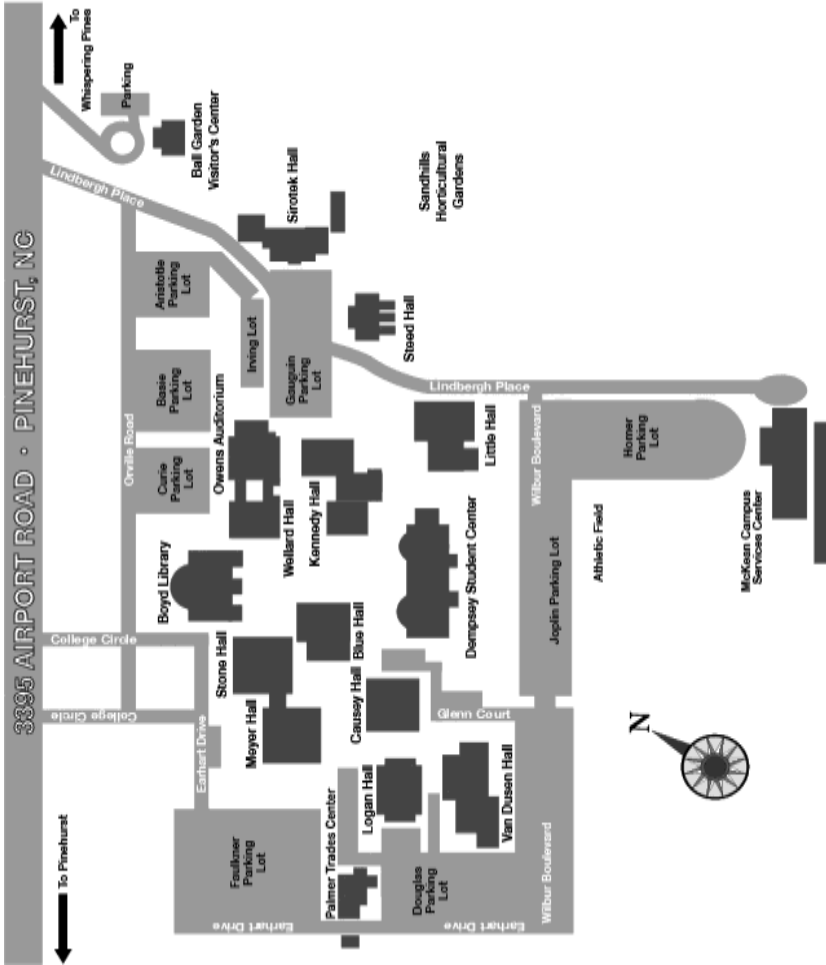 3395 AIRPORT ROAD • PINEHURST, NC
To
Whispering Pines
Parking
Ball Garden
Visitor's Center
Lindbergh Place
Sirotek Hall
Sandhills
Horticultural
Gardens
Aristotle
Parking
Lot
Irving Lot
Gauguin
Parking
Lot
Steed Hall
Basie
Parking
Lot
Orville Road
Curie
Parking
Lot
Owens Auditorium
Wellard Hall
Kennedy Hall
Little Hall
Lindbergh Place
Wilbur Boulevard
Homer
Parking
Lot
McKean Campus
Services Center
Athletic Field
Joplin Parking Lot
Dempsey Student Center
Boyd Library
College Circle
College Circle
Stone Hall
Blue Hall
Meyer Hall
Causey Hall
Glenn Court
Earhart Drive
Logan Hall
Van Dusen Hall
Palmer Trades Center
Faulkner
Parking
Lot
Douglas
Parking
Lot
Wilbur Boulevard
Earhart Drive
Earhart Drive
To Pinehurst
N